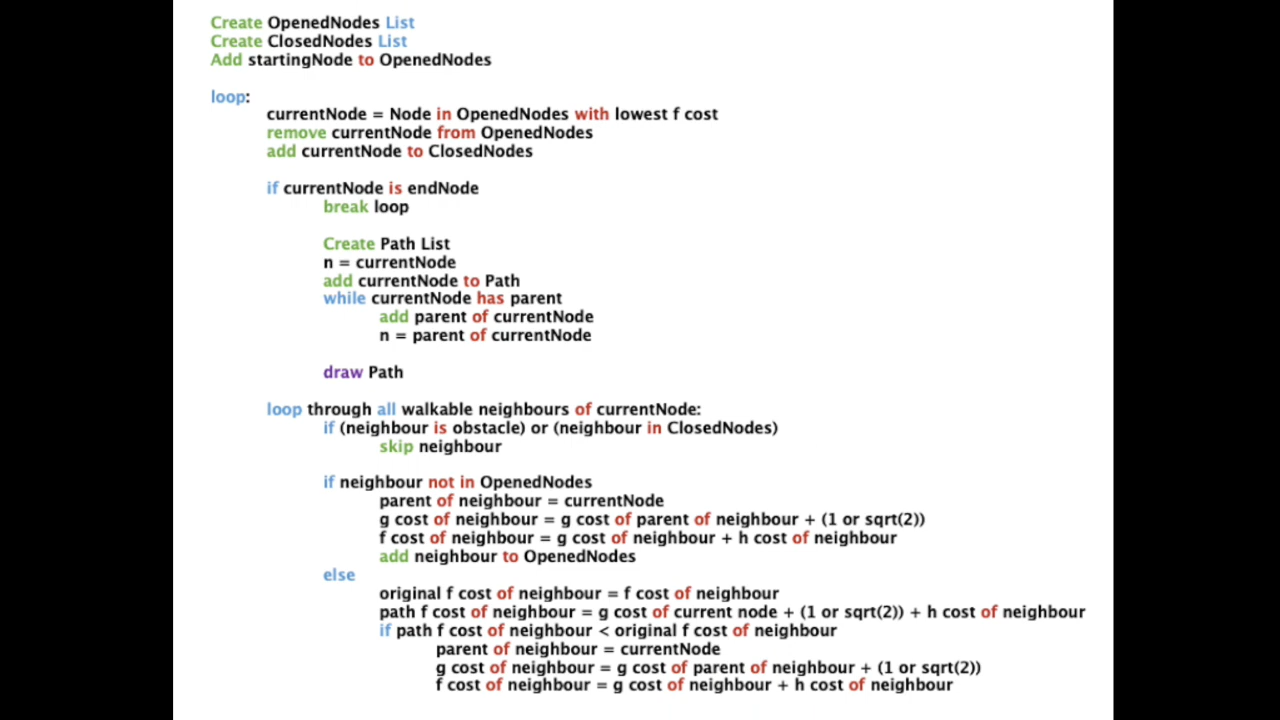 Create OpenedNodes List
Create ClosedNodes List
Add startingNode to OpenedNodes
loop:
currentNode = Node in OpenedNodes with lowest f cost
remove currentNode from OpenedNodes
add currentNode to ClosedNodes
if currentNode is endNode
break loop
Create Path List
n = currentNode
add currentNode to Path
while currentNode has parent
add parent of currentNode
n = parent of currentNode
draw Path
loop through all walkable neighbours of currentNode:
if (neighbour is obstacle) or (neighbour in ClosedNodes)
skip neighbour
if neighbour not in OpenedNodes
parent of neighbour = currentNode
g cost of neighbour = g cost of parent of neighbour + (1 or sqrt(2))
f cost of neighbour = g cost of neighbour + h cost of neighbour
add neighbour to OpenedNodes
else
original f cost of neighbour = f cost of neighbour
path f cost of neighbour = g cost of current node + (1 or sqrt(2)) + h cost of neighbour
if path f cost of neighbour < original f cost of neighbour
parent of neighbour = currentNode
g cost of neighbour = g cost of parent of neighbour + (1 or sqrt(2))
f cost of neighbour = g cost of neighbour + h cost of neighbour